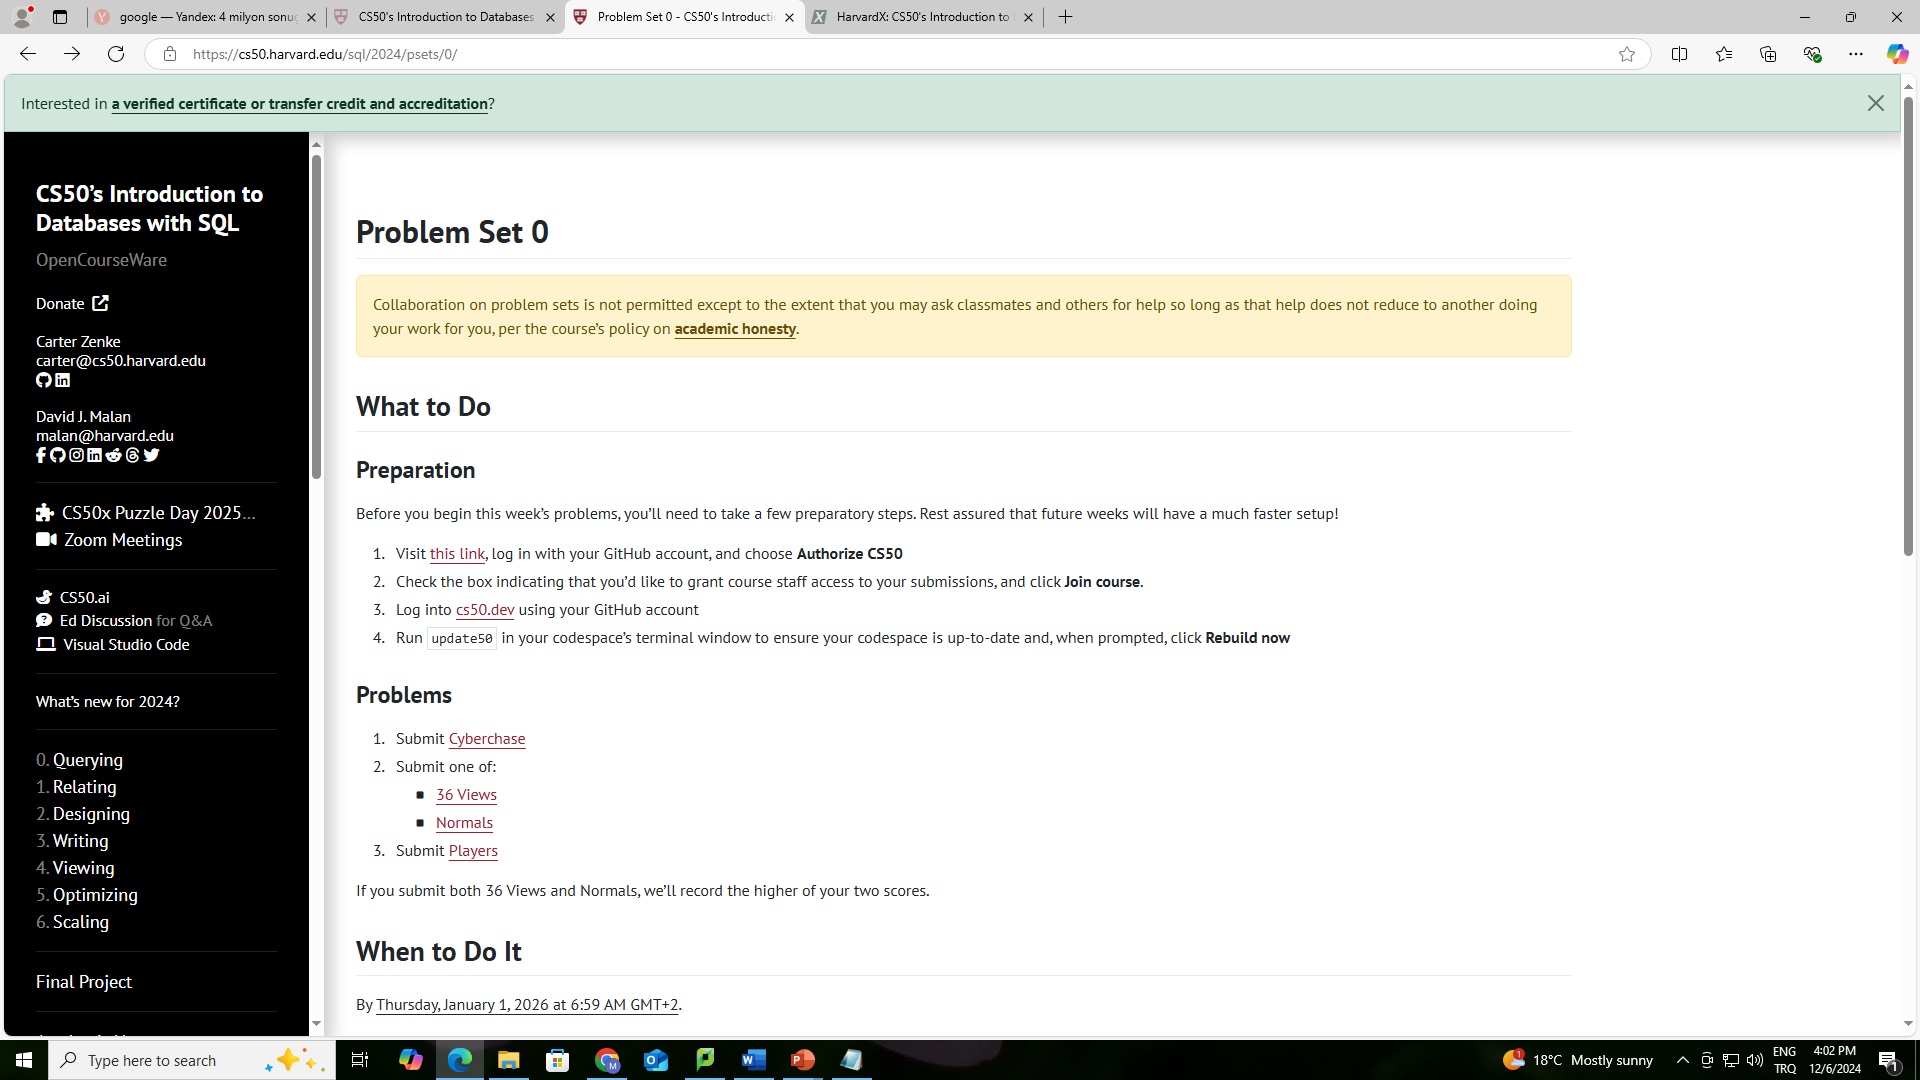 google — Yandex: 4 milyon sonuç
CS50's Introduction to Databases
Problem Set 0 - CS50's Introductic
HarvardX: CS50's Introduction to
https://cs50.harvard.edu/sql/2024/psets/0/
Interested in a verified certificate or transfer credit and accreditation?
CS50’s Introduction to
Databases with SQL
OpenCourseWare
Donate
Carter Zenke
carter@cs50.harvard.edu
David J. Malan
malan@harvard.edu
CS50x Puzzle Day 2025...
Zoom Meetings
CS50.ai
Ed Discussion for Q&A
Visual Studio Code
What’s new for 2024?
0. Querying
1. Relating
2. Designing
3. Writing
4. Viewing
5. Optimizing
6. Scaling
Final Project
Problem Set 0
Collaboration on problem sets is not permitted except to the extent that you may ask classmates and others for help so long as that help does not reduce to another doing
your work for you, per the course’s policy on academic honesty.
What to Do
Preparation
Before you begin this week’s problems, you’ll need to take a few preparatory steps. Rest assured that future weeks will have a much faster setup!
1. Visit this link, log in with your GitHub account, and choose Authorize CS50
2. Check the box indicating that you’d like to grant course staff access to your submissions, and click Join course.
3. Log into cs50.dev using your GitHub account
4. Run update50 in your codespace’s terminal window to ensure your codespace is up-to-date and, when prompted, click Rebuild now
Problems
1. Submit Cyberchase
2. Submit one of:
36 Views
Normals
3. Submit Players
If you submit both 36 Views and Normals, we’ll record the higher of your two scores.
When to Do It
By Thursday, January 1, 2026 at 6:59 AM GMT+2.
Type here to search
1
18°C Mostly sunny
ENG
TRQ
4:02 PM
12/6/2024
1